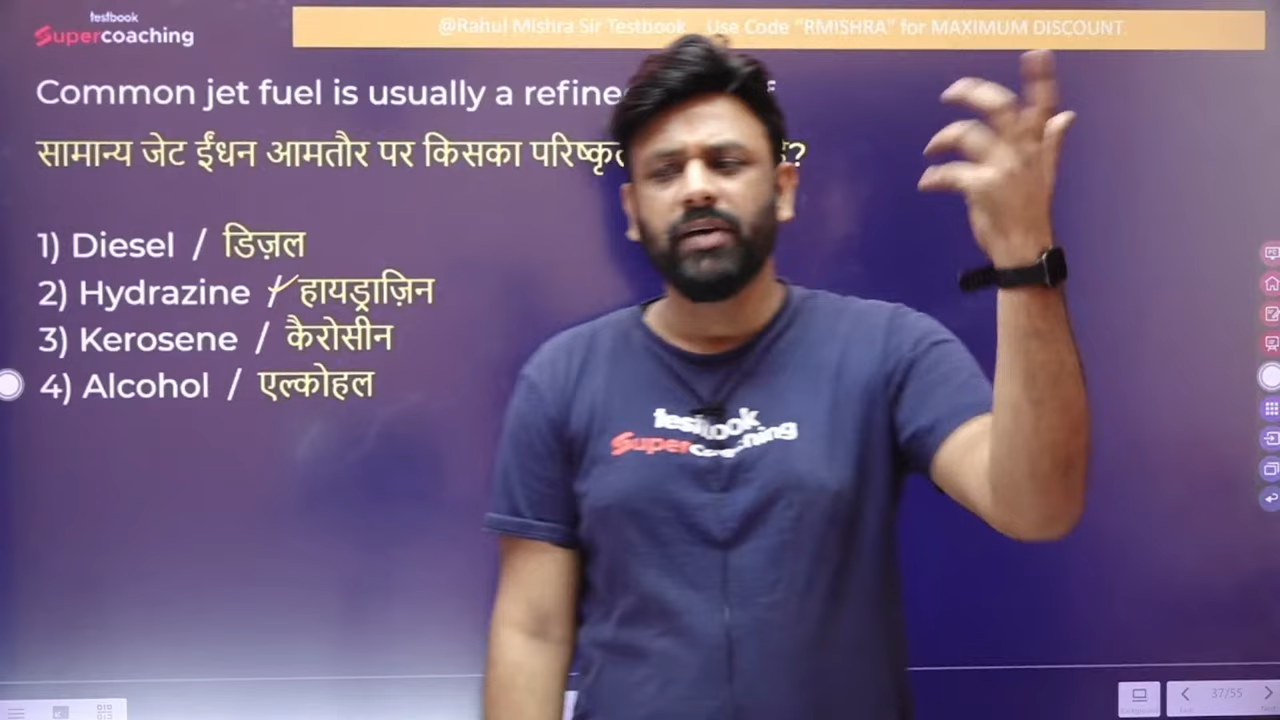 testbook
Supercoaching
@Rahul Mishra Sir Testbook Use Code "RMISHRA" for MAXIMUM DISCOUNT.
Common jet fuel is usually a refine
सामान्य जेट ईंधन आमतौर पर किसका परिष्कृत ?
1) Diesel / डिज़ल
2) Hydrazine / हायड्राज़िन
3) Kerosene / कैरोसीन
4) Alcohol / एल्कोहल
testbook
Supercoaching
37/55